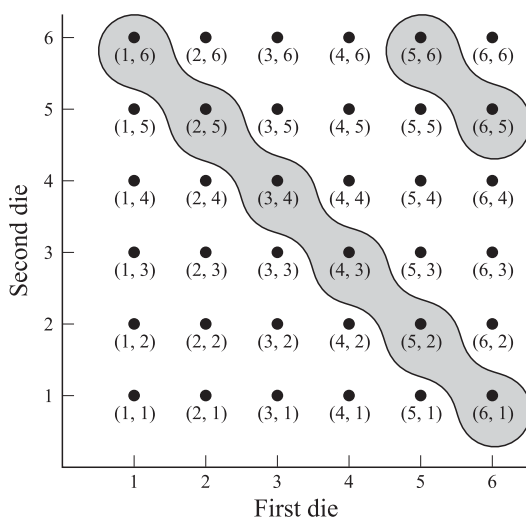 6
(1, 6) (2, 6) (3, 6) (4, 6) (5, 6) (6, 6)
5
(1, 5) (2, 5) (3, 5) (4, 5) (5, 5) (6, 5)
4
(1, 4) (2, 4) (3, 4) (4, 4) (5, 4) (6, 4)
Second die
3
(1, 3) (2, 3) (3, 3) (4, 3) (5, 3) (6, 3)
2
(1, 2) (2, 2) (3, 2) (4, 2) (5, 2) (6, 2)
1
(1, 1) (2, 1) (3, 1) (4, 1) (5, 1) (6, 1)
1 2 3 4 5 6
First die